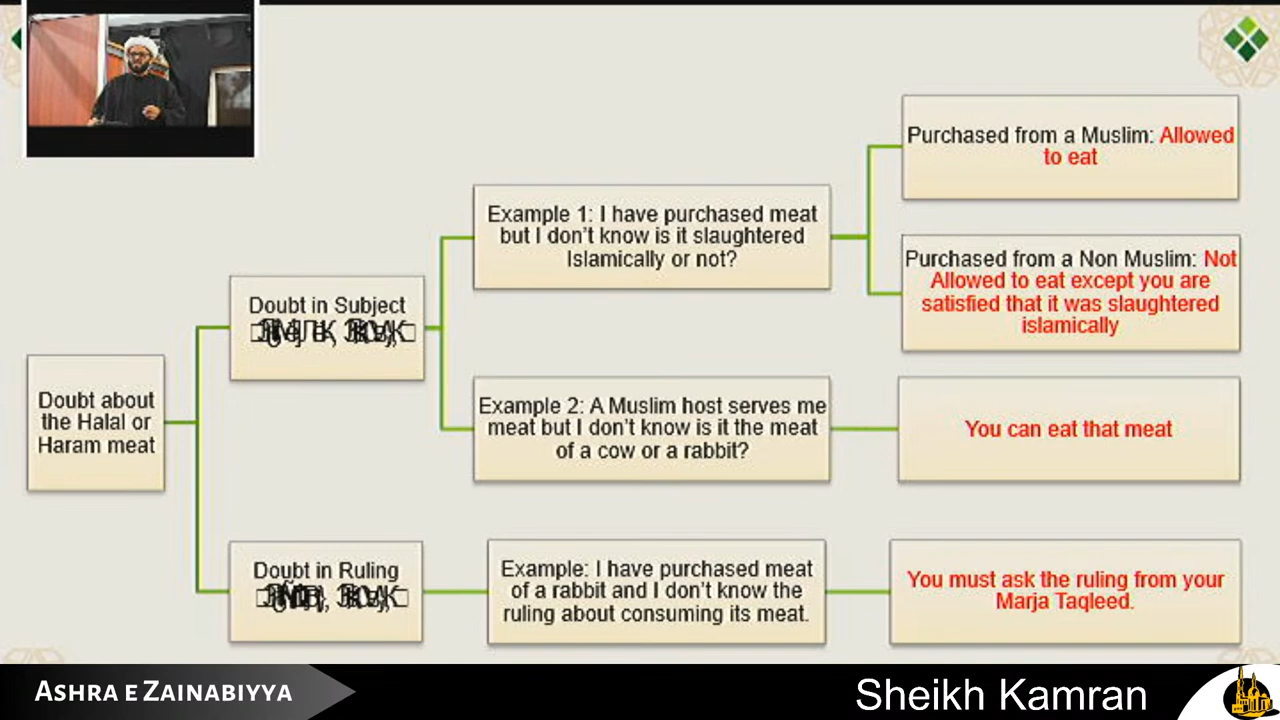 Doubt about
the Halal or
Haram meat
Doubt in Subject
Example 1: I have purchased meat
but I don't know is it slaughtered
Islamically or not?
Purchased from a Muslim: Allowed
to eat
Purchased from a Non Muslim: Not
Allowed to eat except you are
satisfied that it was slaughtered
islamically
Example 2: A Muslim host serves me
meat but I don't know is it the meat
of a cow or a rabbit?
You can eat that meat
Doubt in Ruling
Example: I have purchased meat
of a rabbit and I don't know the
ruling about consuming its meat.
You must ask the ruling from your
Marja Taqleed.
ASHRA E ZAINABIYYA
Sheikh Kamran